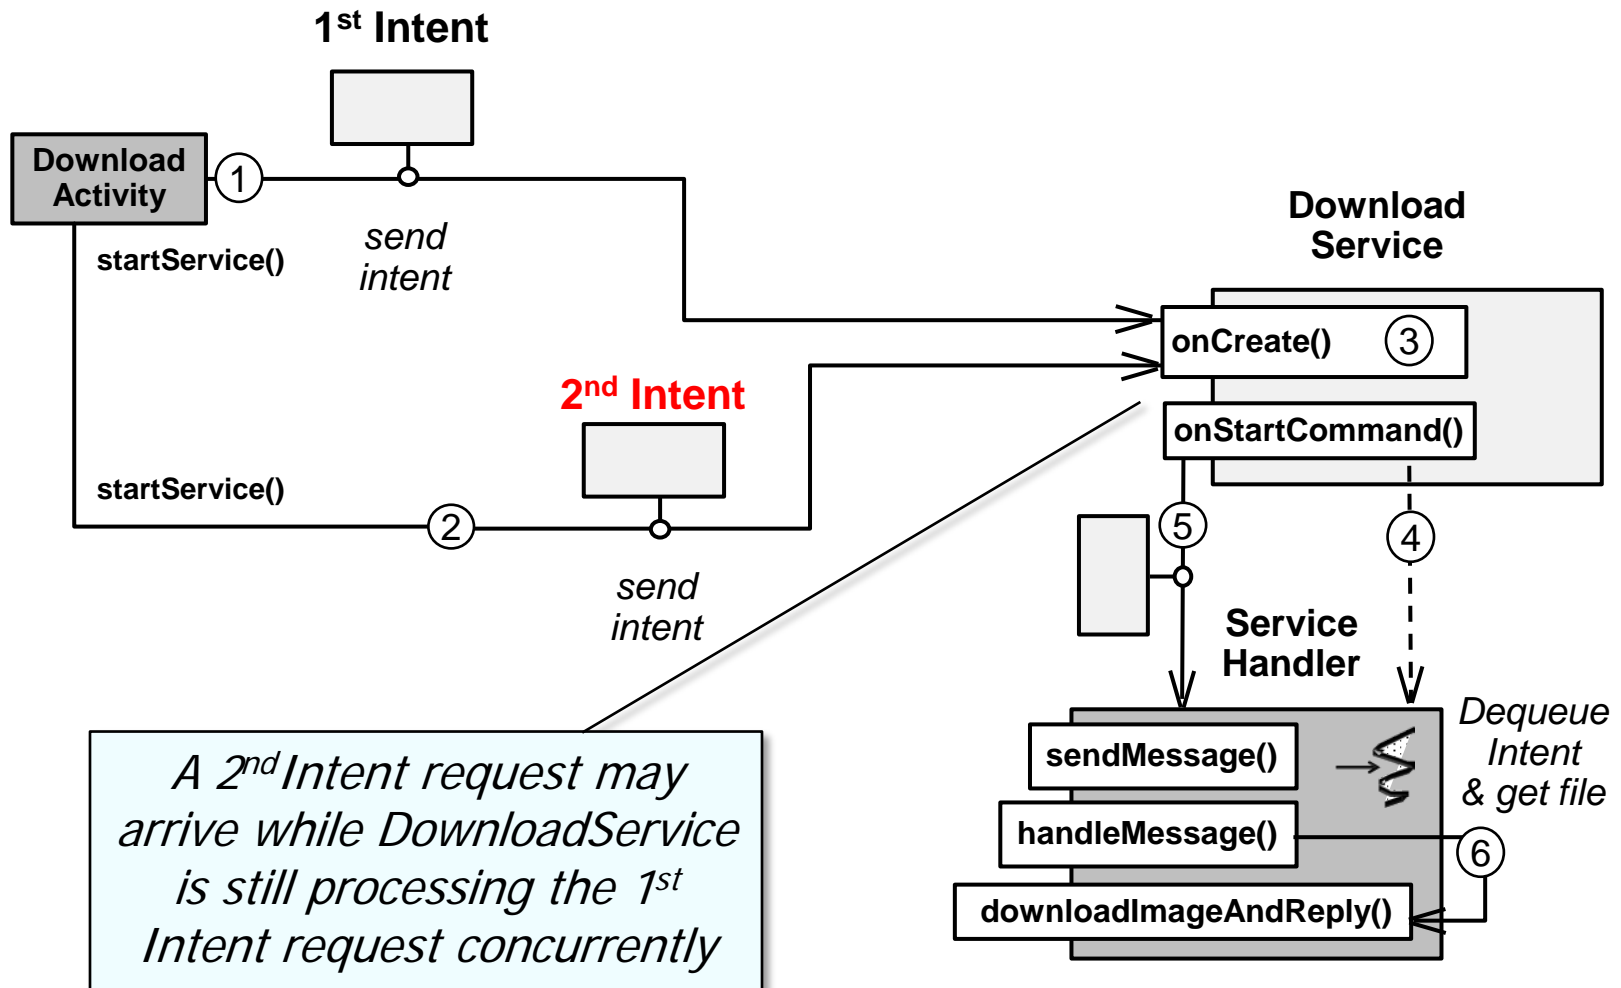 1st Intent
Download
Activity
1
send
intent
startService()
Download
Service
onCreate()
3
2nd Intent
onStartCommand()
startService()
2
5
4
send
intent
Service
Handler
Dequeue
Intent
& get file
sendMessage()
handleMessage()
6
downloadImageAndReply()
A 2nd Intent request may
arrive while DownloadService
is still processing the 1st
Intent request concurrently